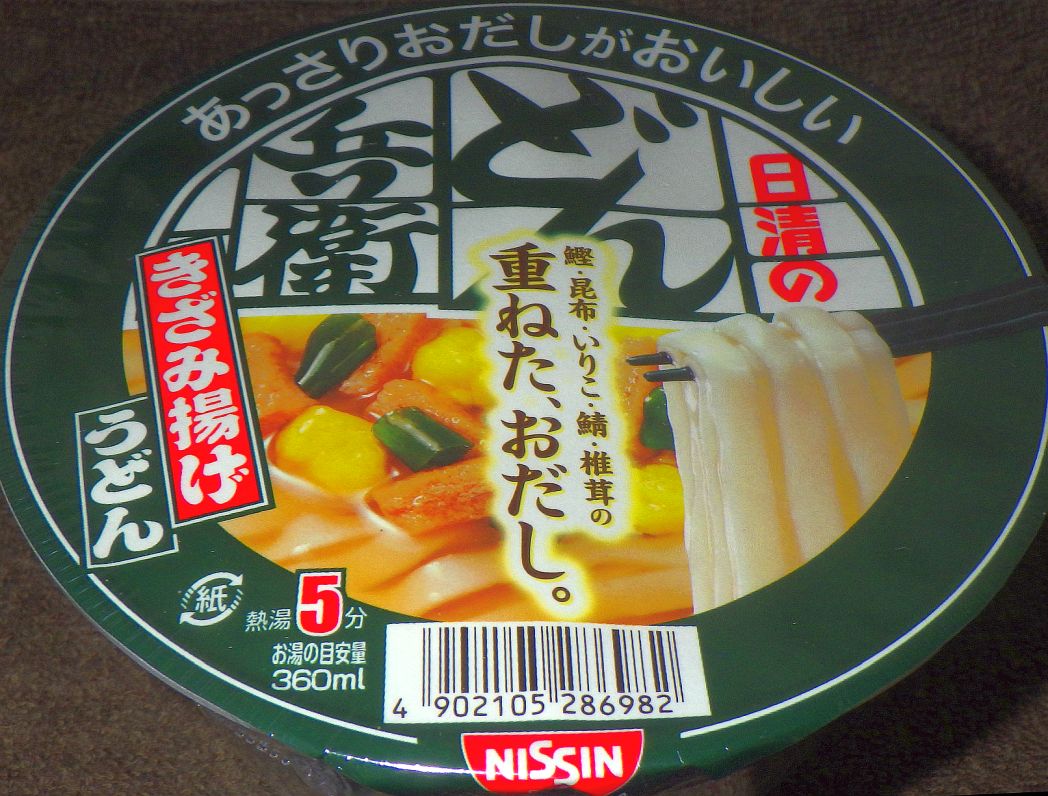 あっさりおだしがおいしい
日清の
どん
兵衛
鰹・昆布・いりこ・鯖・椎茸の
重ねた、おだし。
きざみ揚げ
うどん
紙
熱湯5分
お湯の目安量
360ml
4 902105 286982
NISSIN